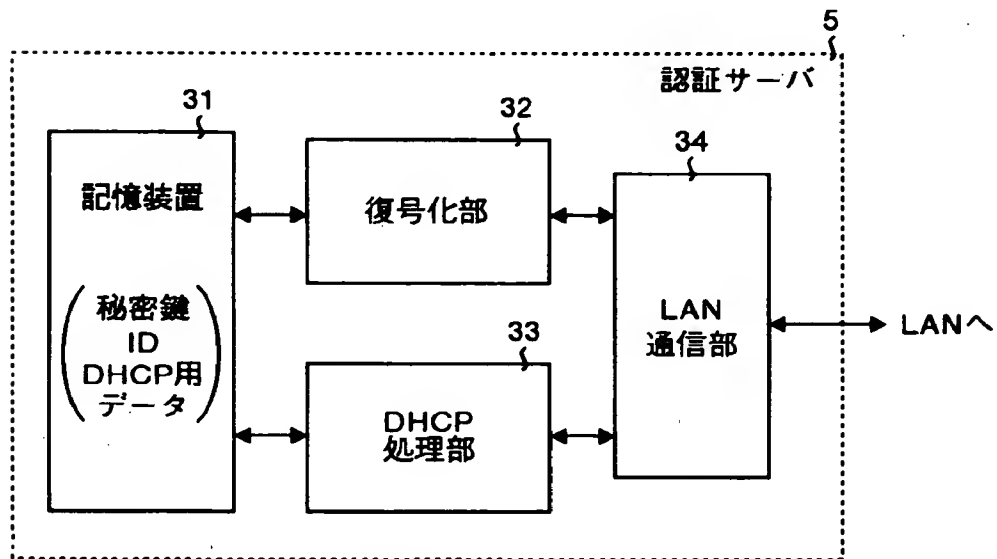 5
認証サーバ
31
記憶装置
秘密鍵
ID
DHCP用
データ
32
復号化部
33
DHCP
処理部
34
LAN
通信部
LANへ